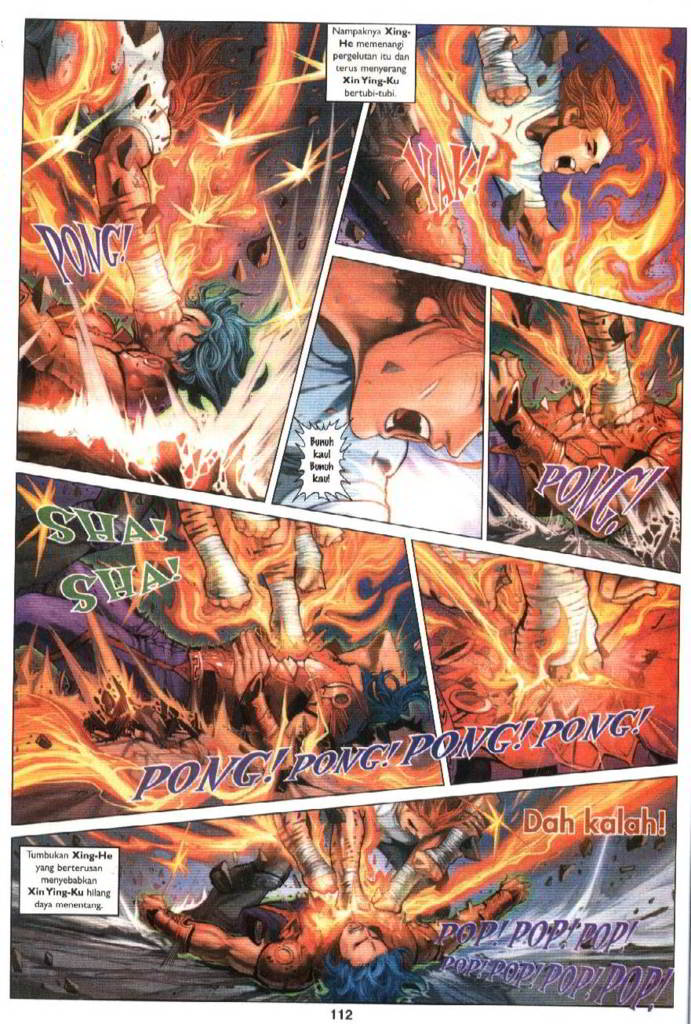 Nampaknya Xing-
He memenangi
pergelutan itu dan
terus menyerang
Xin Ying-Ku
bertubi-tubi.
PONG!
YAK!
Bunuh
kau!
Bunuh
kau!
PONG!
SHA!
SHA!
PONG! PONG! PONG! PONG!
Tumbukan Xing-He
yang berterusan
menyebabkan
Xin Ying-Ku hilang
daya menentang.
Dah kalah!
POP! POP! POP!
POP! POP! POP! POP!
112